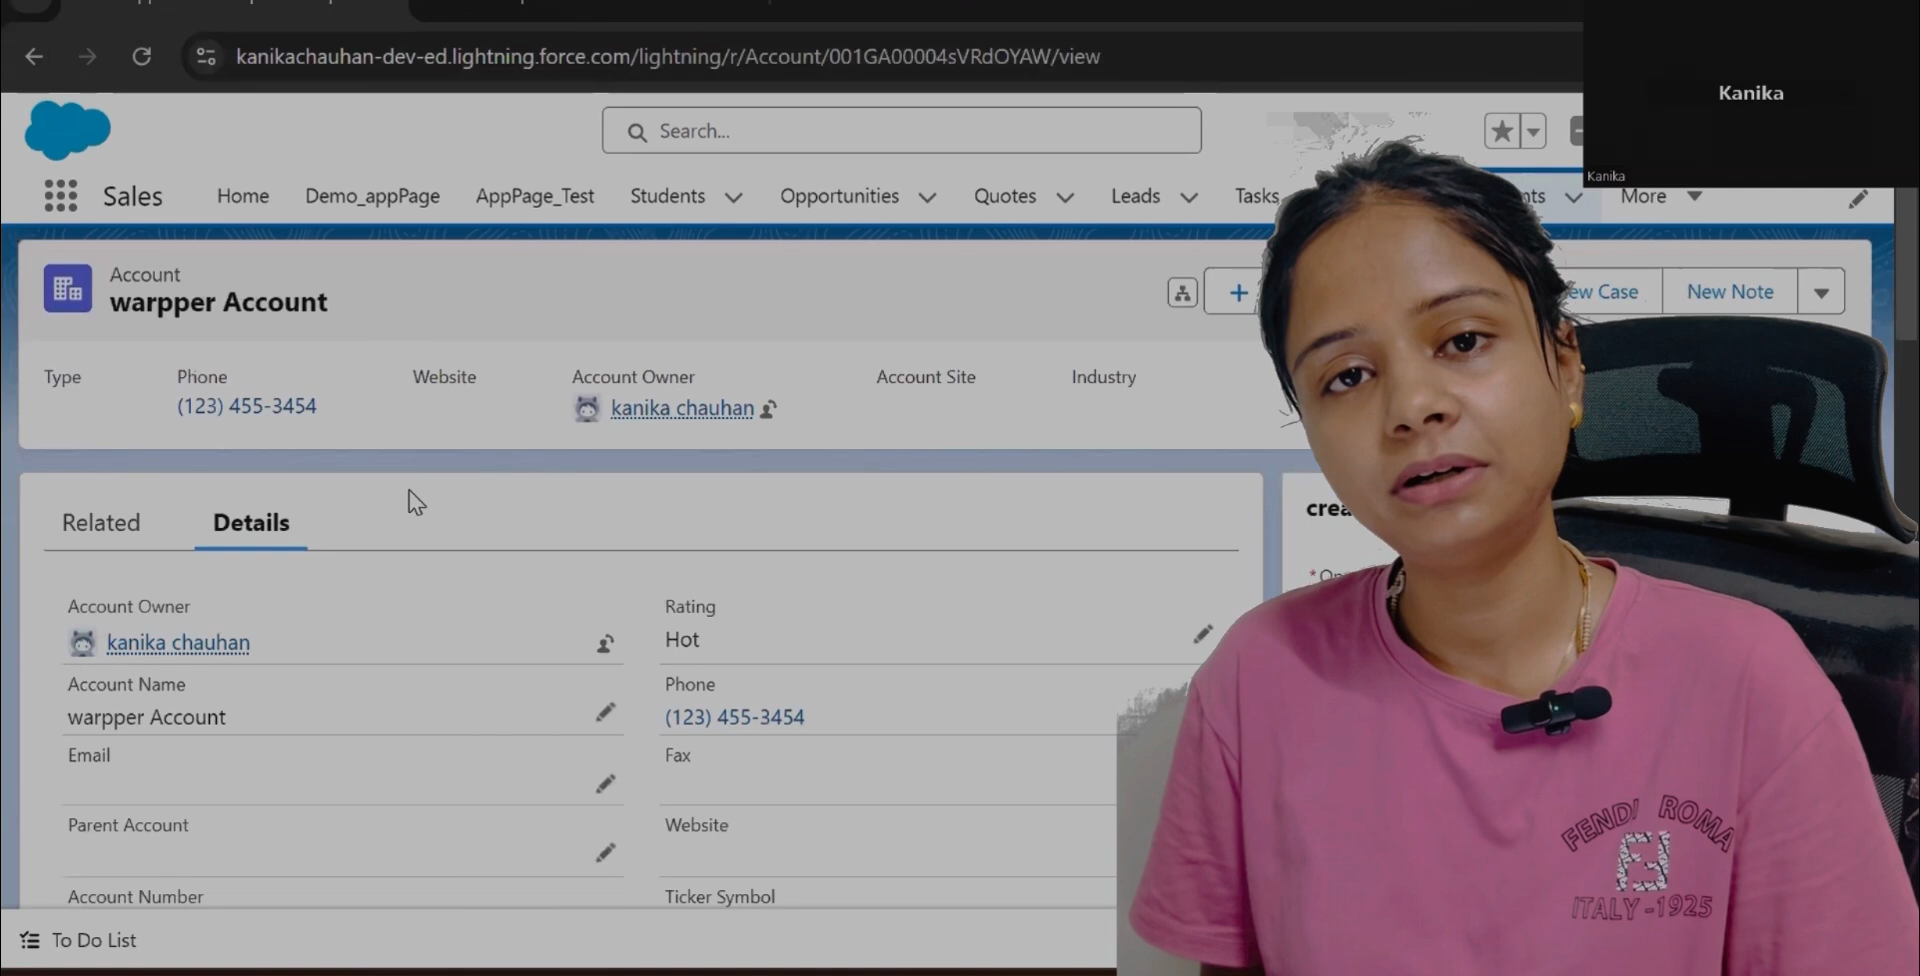 kanikachauhan-dev-ed.lightning.force.com/lightning/r/Account/001GA00004sVRdOYAW/view
Kanika
Kanika
Search...
Sales Home Demo_appPage AppPage_Test Students Opportunities Quotes Leads Tasks More
Account
warpper Account
New Note
Case
Type Phone Website Account Owner Account Site Industry
(123) 455-3454 kanika chauhan
Related Details
Account Owner Rating
kanika chauhan Hot
Account Name Phone
warpper Account (123) 455-3454
Email Fax
Parent Account Website
Account Number Ticker Symbol
To Do List
FENDI ROMA
ITALY-1925